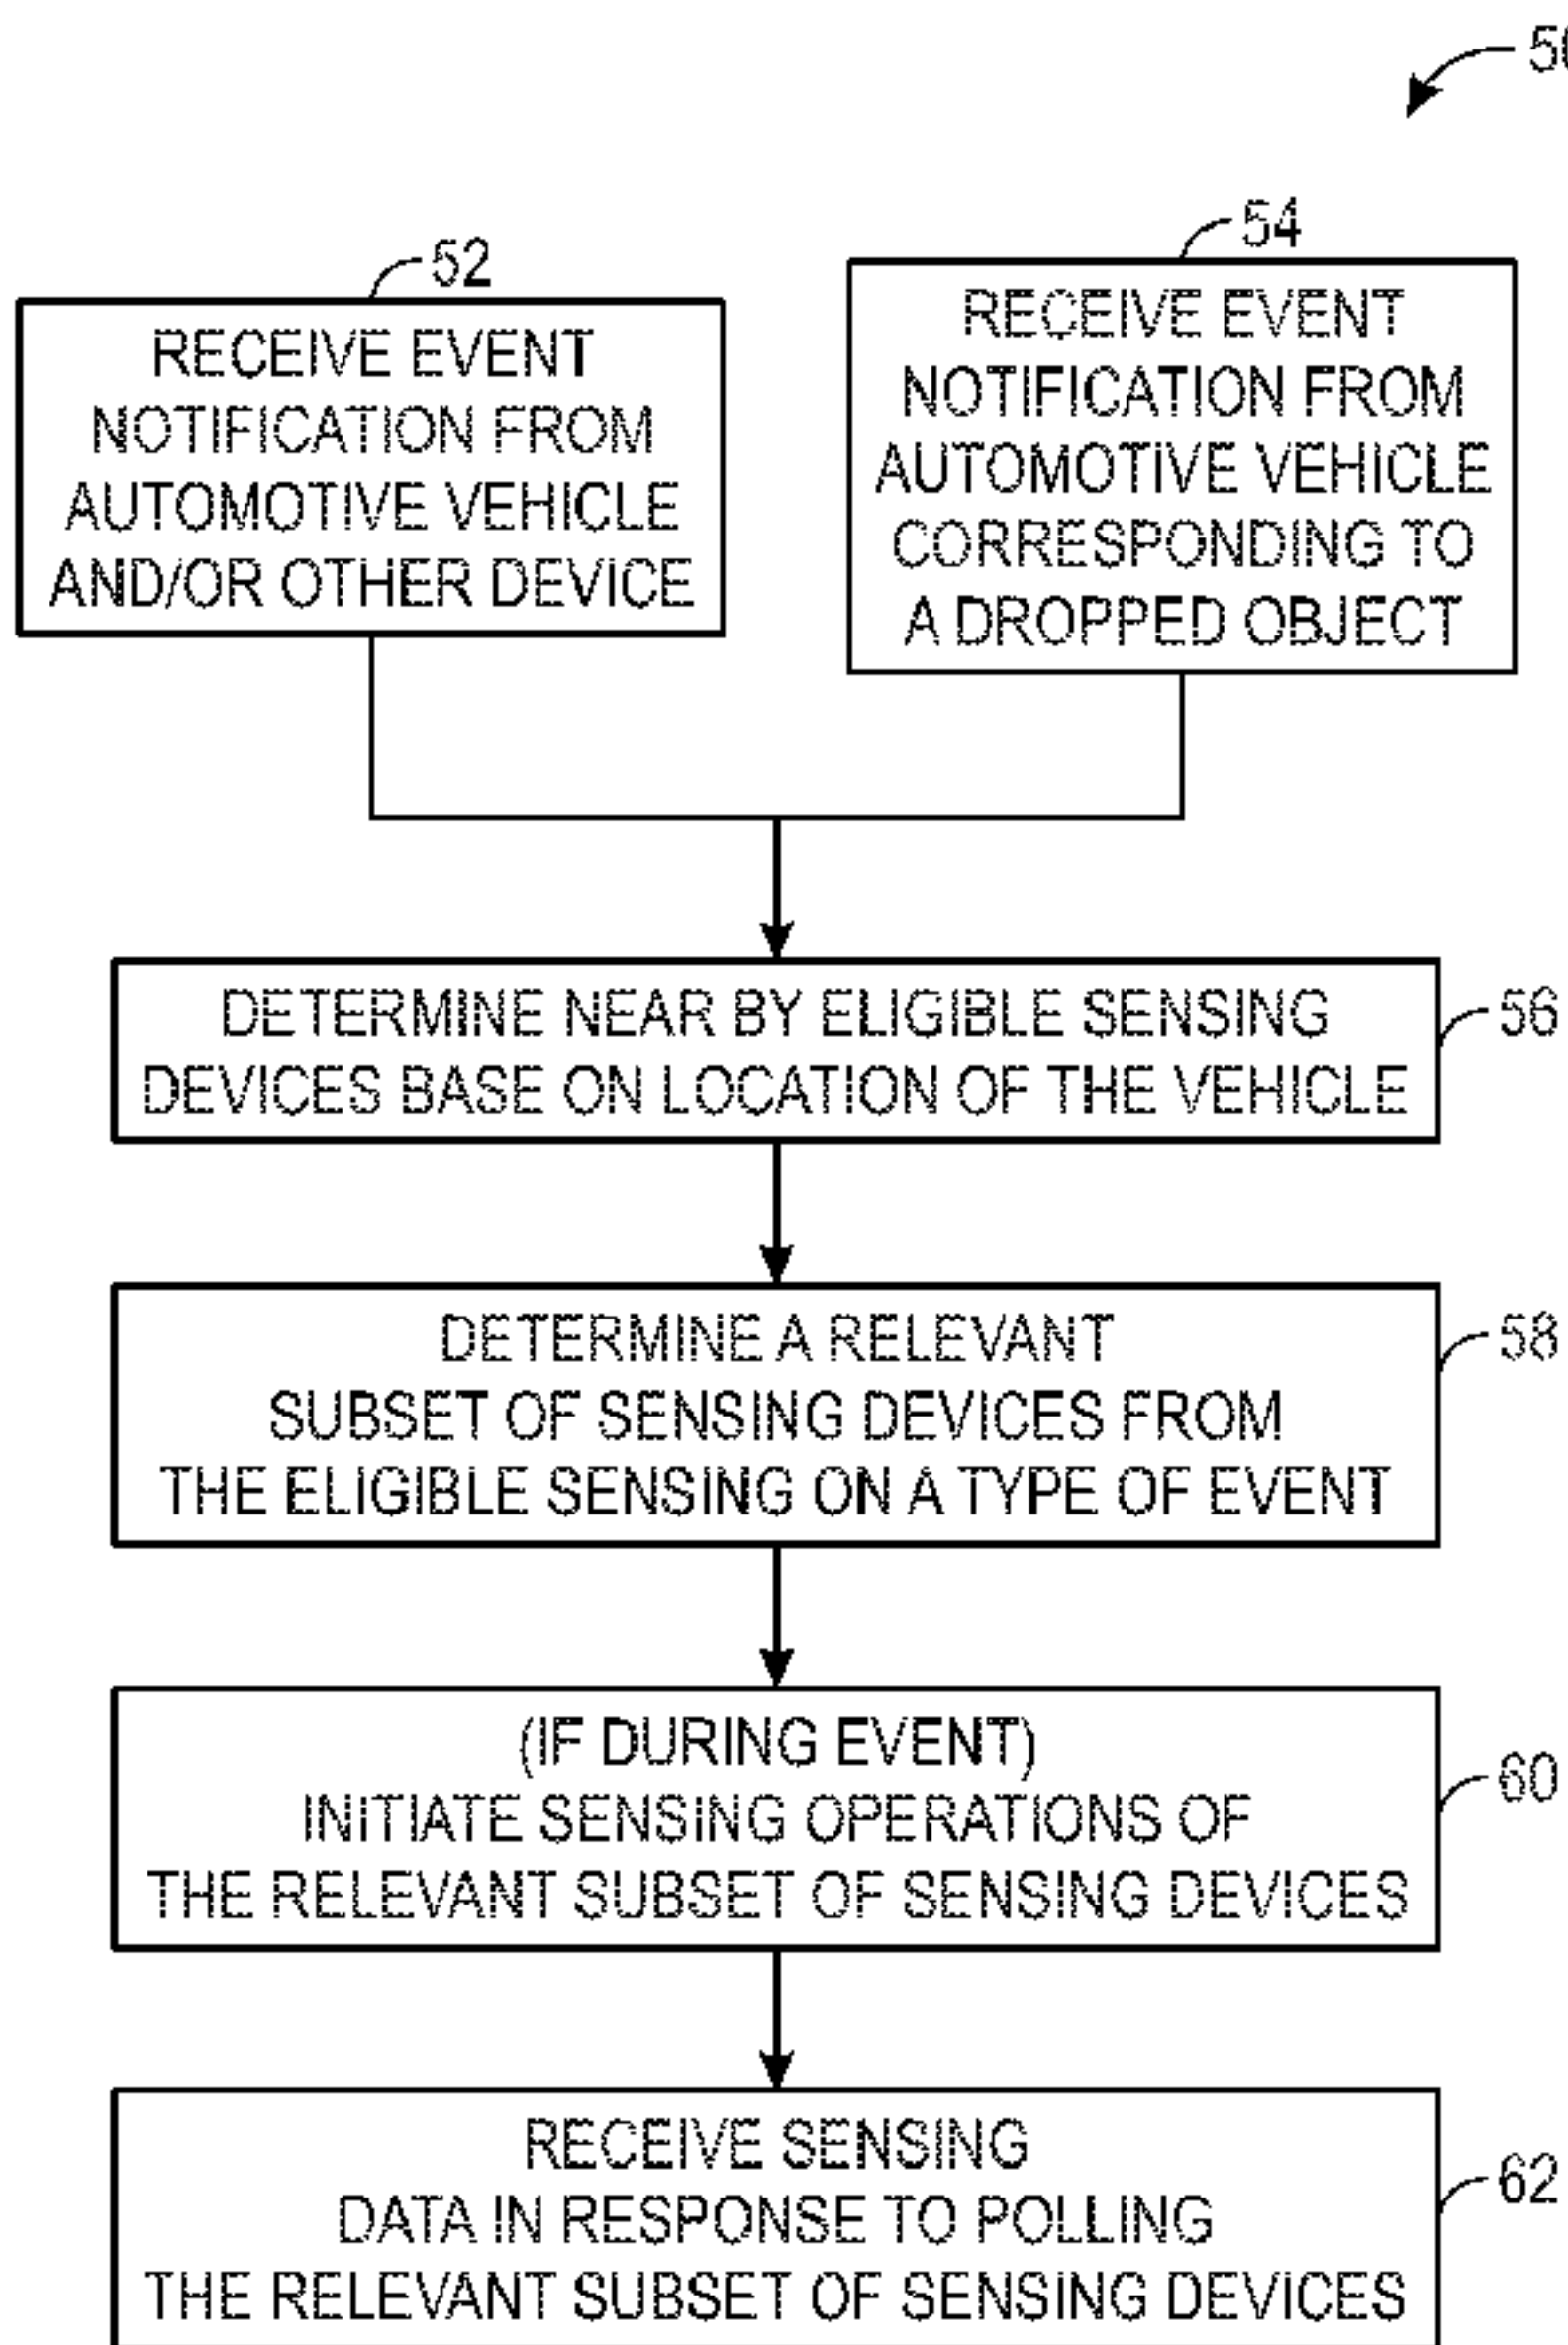 52
RECEIVE EVENT
NOTIFICATION FROM
AUTOMOTIVE VEHICLE
AND/OR OTHER DEVICE
54
RECEIVE EVENT
NOTIFICATION FROM
AUTOMOTIVE VEHICLE
CORRESPONDING TO
A DROPPED OBJECT
DETERMINE NEAR BY ELIGIBLE SENSING
DEVICES BASE ON LOCATION OF THE VEHICLE
56
DETERMINE A RELEVANT
SUBSET OF SENSING DEVICES FROM
THE ELIGIBLE SENSING ON A TYPE OF EVENT
58
(IF DURING EVENT)
INITIATE SENSING OPERATIONS OF
THE RELEVANT SUBSET OF SENSING DEVICES
60
RECEIVE SENSING
DATA IN RESPONSE TO POLLING
THE RELEVANT SUBSET OF SENSING DEVICES
62